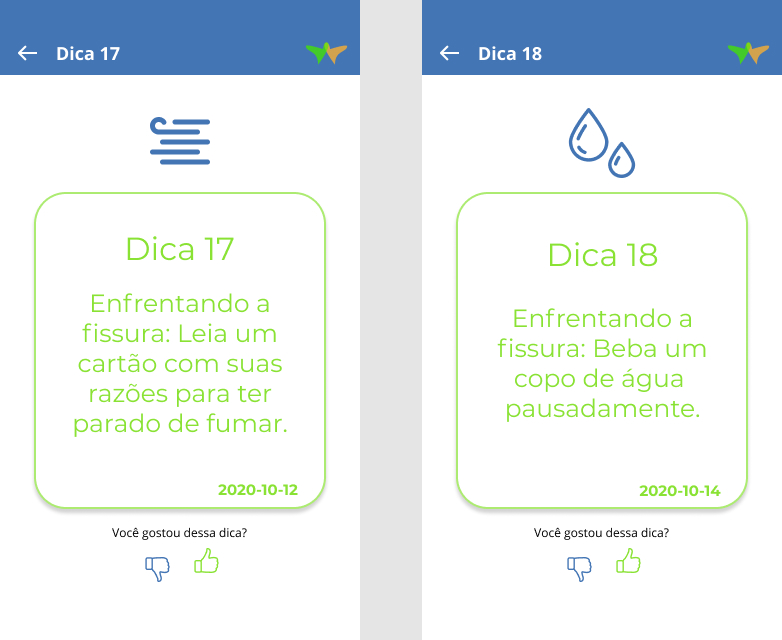 Dica 17
Dica 17
Enfrentando a
fissura: Leia um
cartão com suas
razões para ter
parado de fumar.
2020-10-12
Você gostou dessa dica?
Dica 18
Dica 18
Enfrentando a
fissura: Beba um
copo de água
pausadamente.
2020-10-14
Você gostou dessa dica?